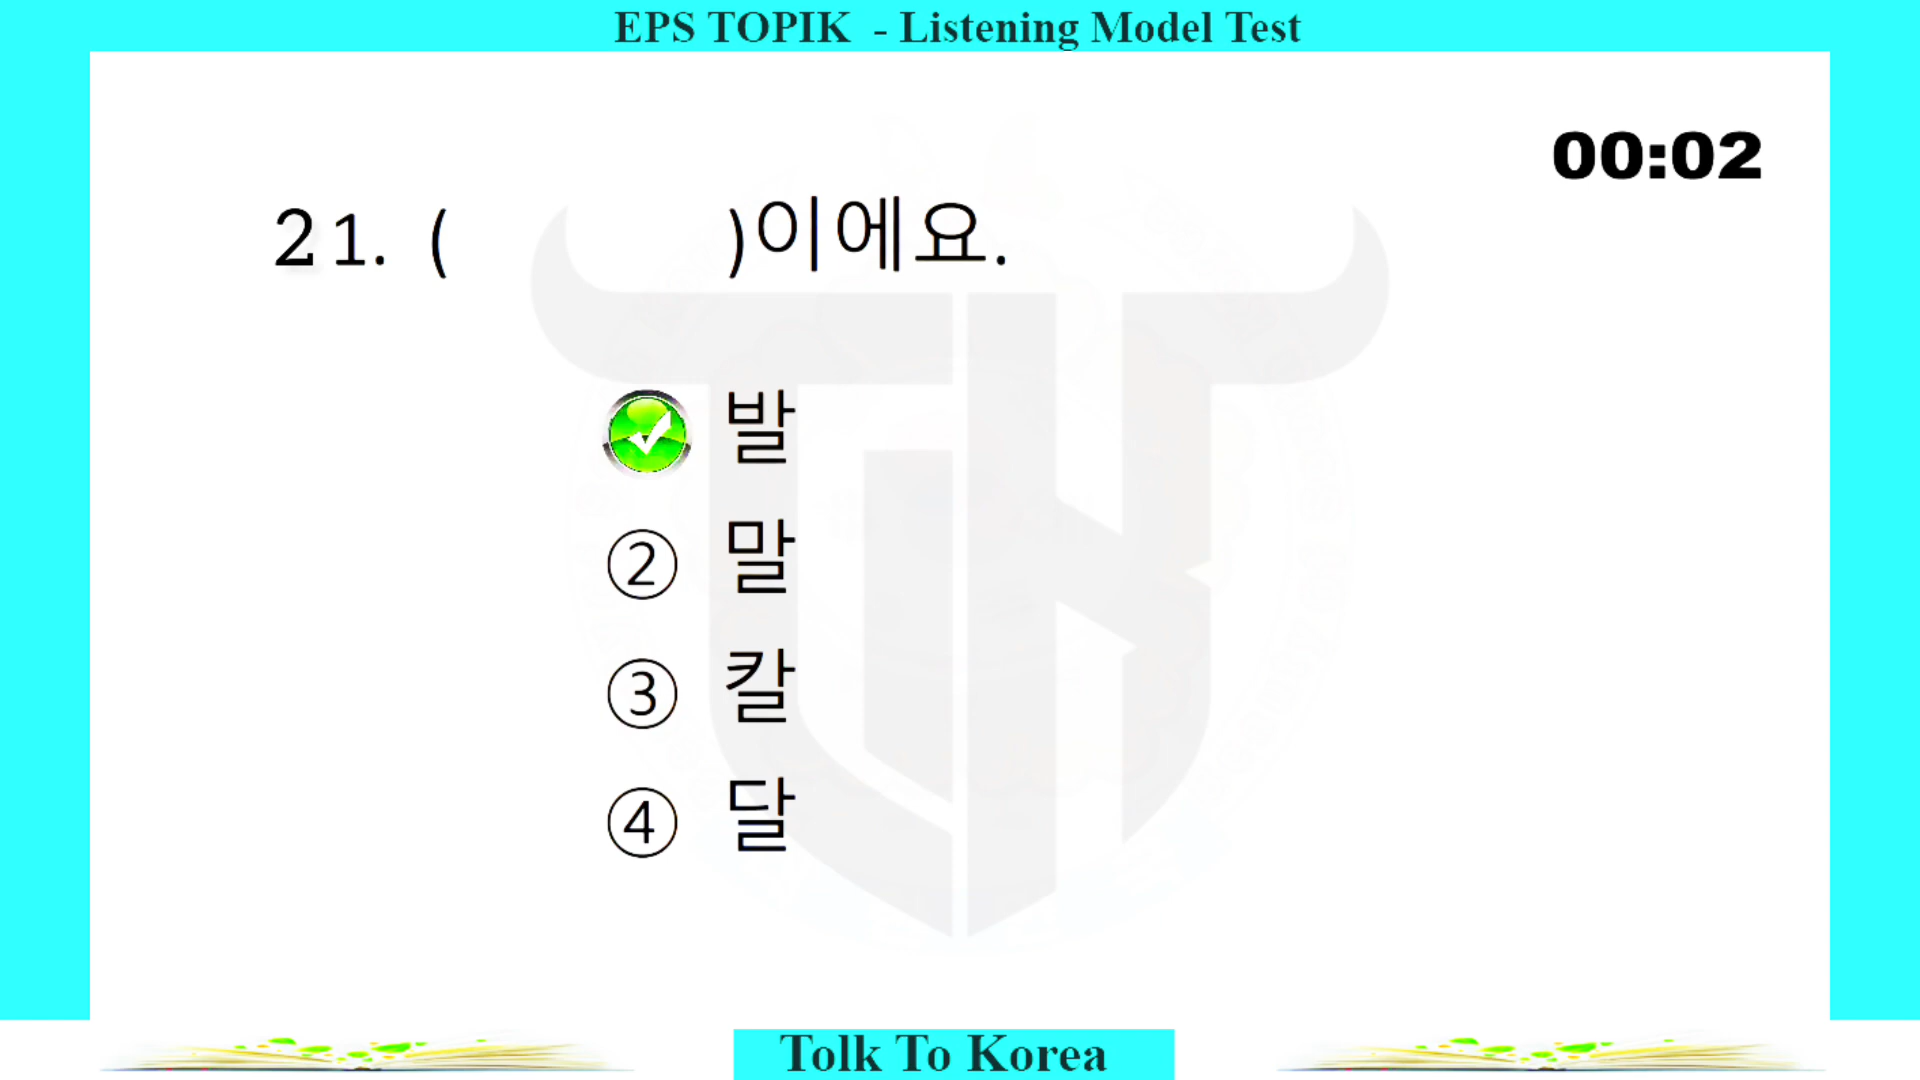 EPS TOPIK - Listening Model Test
00:02
21. ( )이에요.
발
② 말
③ 칼
④ 달
Tolk To Korea